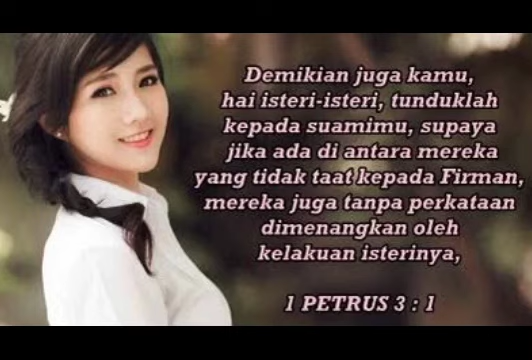 Demikian juga kamu,
hai isteri-isteri, tunduklah
kepada suamimu, supaya
jika ada di antara mereka
yang tidak taat kepada Firman,
mereka juga tanpa perkataan
dimenangkan oleh
kelakuan isterinya,
1 PETRUS 3 : 1